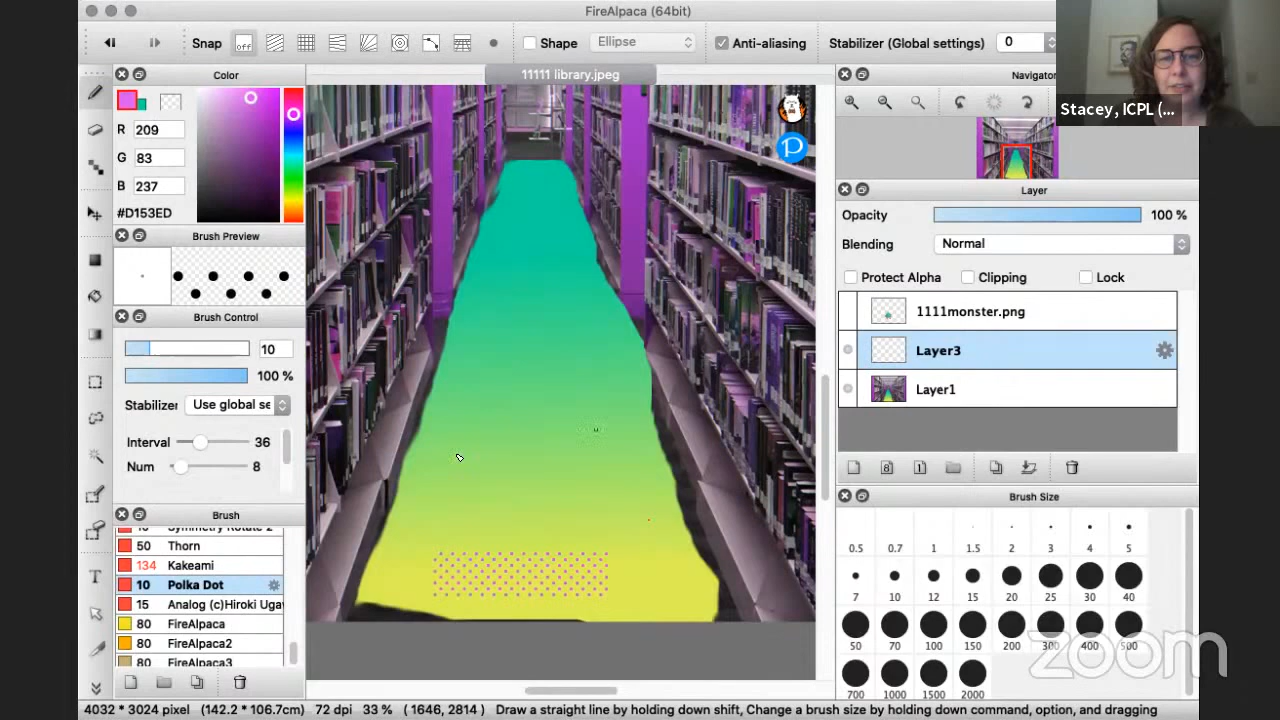 FireAlpaca (64bit)
Snap
off
Shape
Ellipse
Anti-aliasing
Stabilizer (Global settings)
0
Stacey, ICPL (...
Color
11111 library.jpeg
Navigator
R
209
G
83
B
237
#D153ED
Brush Preview
Brush Control
10
100 %
Stabilizer
Use global se
Interval
36
Num
8
Brush
50
Thorn
134
Kakeami
10
Polka Dot
15
Analog (c)Hiroki Ugav
80
FireAlpaca
80
FireAlpaca2
80
FireAlpaca3
Layer
Opacity
100 %
Blending
Normal
Protect Alpha
Clipping
Lock
1111monster.png
Layer3
Layer1
8
1
Brush Size
0.5
0.7
1
1.5
2
3
4
5
7
10
12
15
20
25
30
40
50
70
100
150
200
300
400
500
700
1000
1500
2000
zoom
4032 * 3024 pixel
(142.2 * 106.7cm)
72 dpi
33 %
( 1646, 2814 )
Draw a straight line by holding down shift, Change a brush size by holding down command, option, and dragging